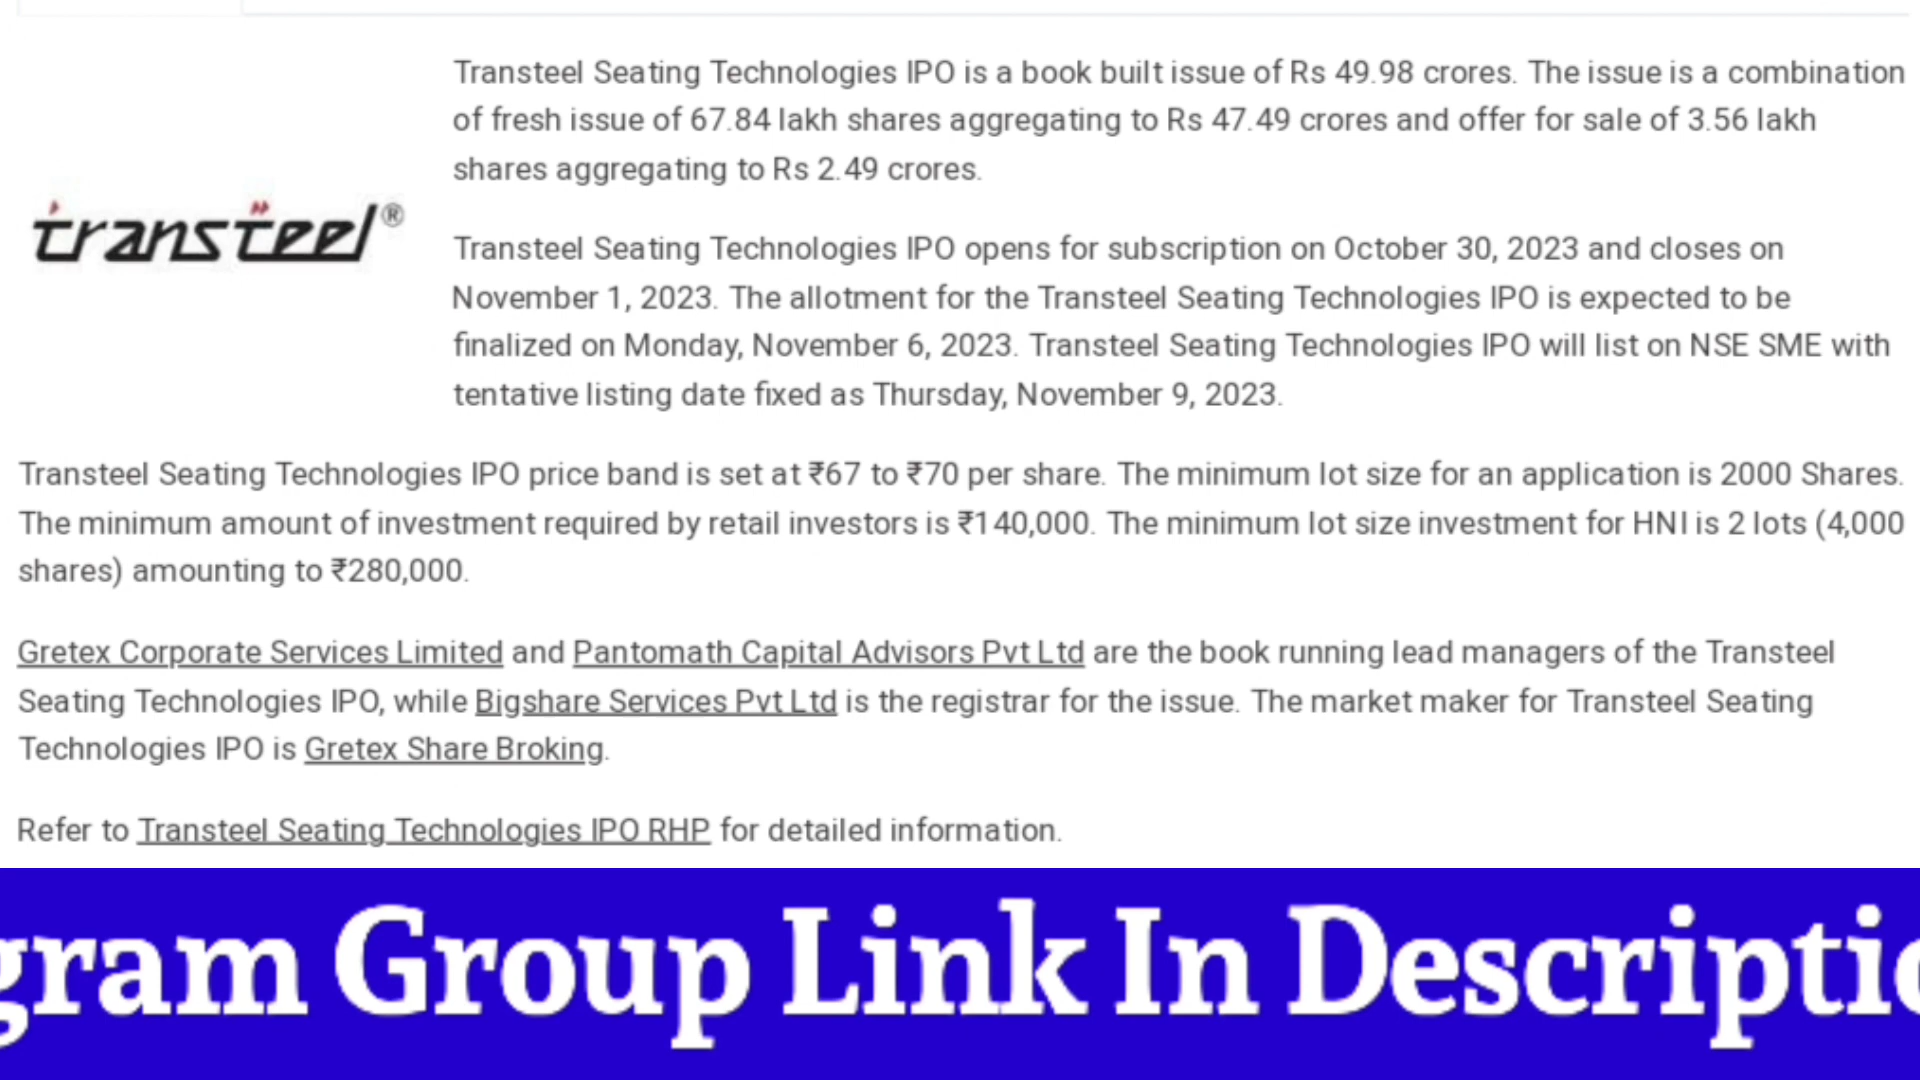 Transteel Seating Technologies IPO is a book built issue of Rs 49.98 crores. The issue is a combination
of fresh issue of 67.84 lakh shares aggregating to Rs 47.49 crores and offer for sale of 3.56 lakh
shares aggregating to Rs 2.49 crores.
transteel®
Transteel Seating Technologies IPO opens for subscription on October 30, 2023 and closes on
November 1, 2023. The allotment for the Transteel Seating Technologies IPO is expected to be
finalized on Monday, November 6, 2023. Transteel Seating Technologies IPO will list on NSE SME with
tentative listing date fixed as Thursday, November 9, 2023.
Transteel Seating Technologies IPO price band is set at ₹67 to ₹70 per share. The minimum lot size for an application is 2000 Shares.
The minimum amount of investment required by retail investors is ₹140,000. The minimum lot size investment for HNI is 2 lots (4,000
shares) amounting to ₹280,000.
Gretex Corporate Services Limited and Pantomath Capital Advisors Pvt Ltd are the book running lead managers of the Transteel
Seating Technologies IPO, while Bigshare Services Pvt Ltd is the registrar for the issue. The market maker for Transteel Seating
Technologies IPO is Gretex Share Broking.
Refer to Transteel Seating Technologies IPO RHP for detailed information.
gram Group Link In Descriptio